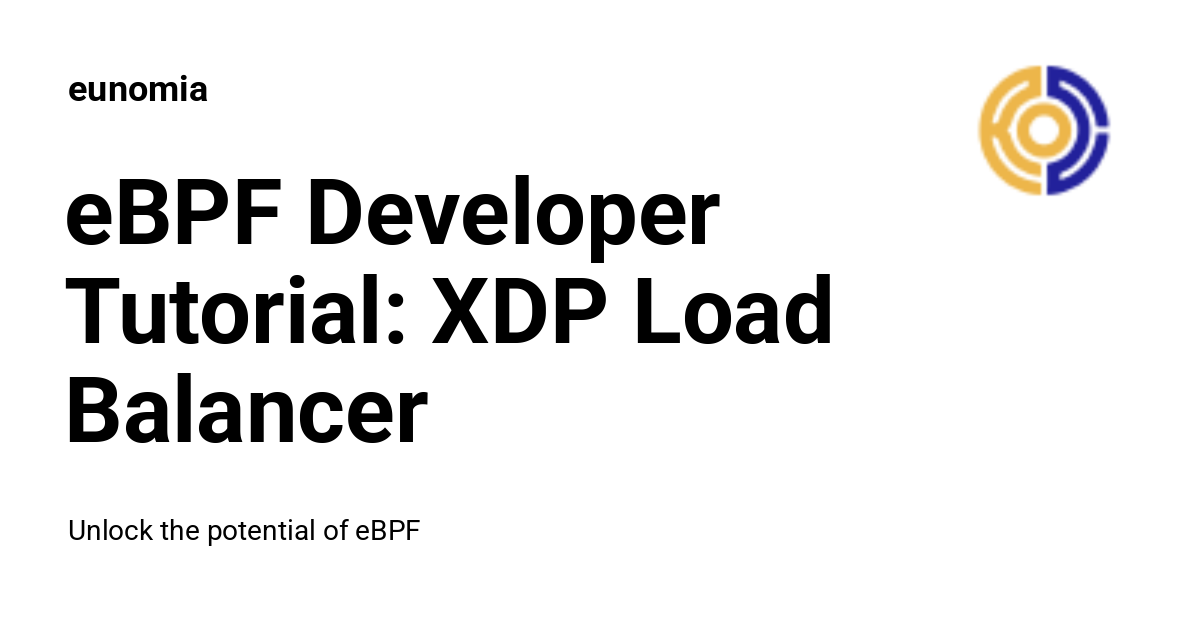 eunomia
eBPF Developer
Tutorial: XDP Load
Balancer
Unlock the potential of eBPF